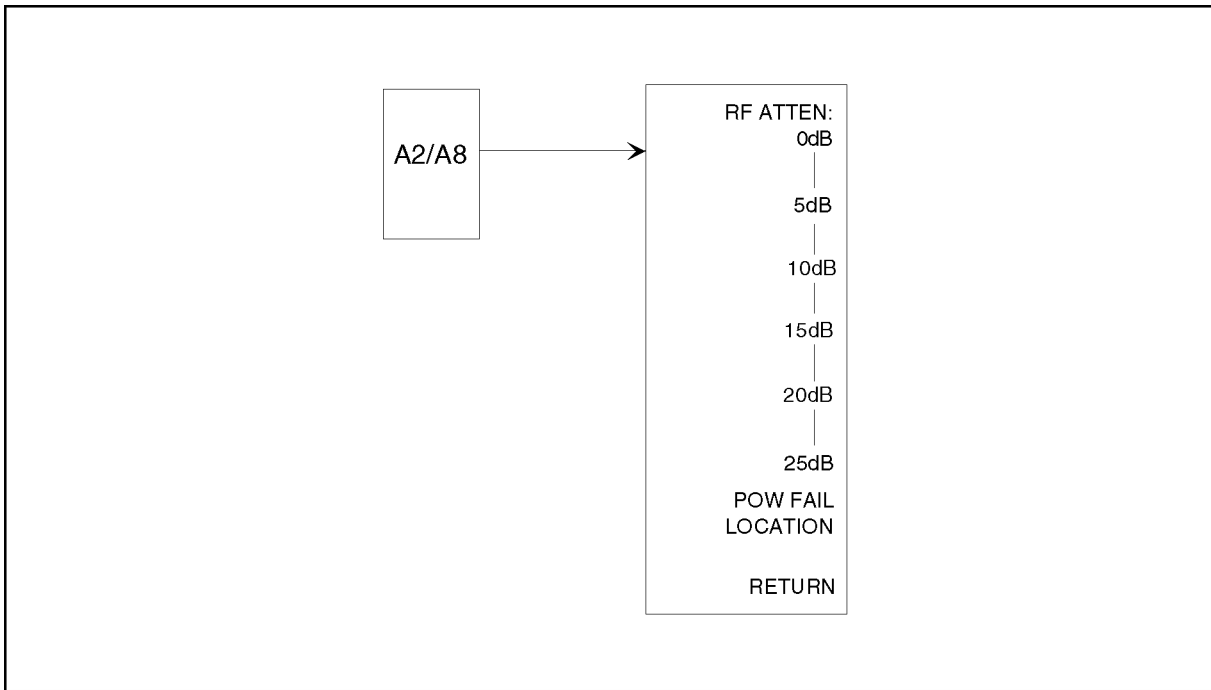 A2/A8
RF ATTEN:
0dB
5dB
10dB
15dB
20dB
25dB
POW FAIL
LOCATION
RETURN